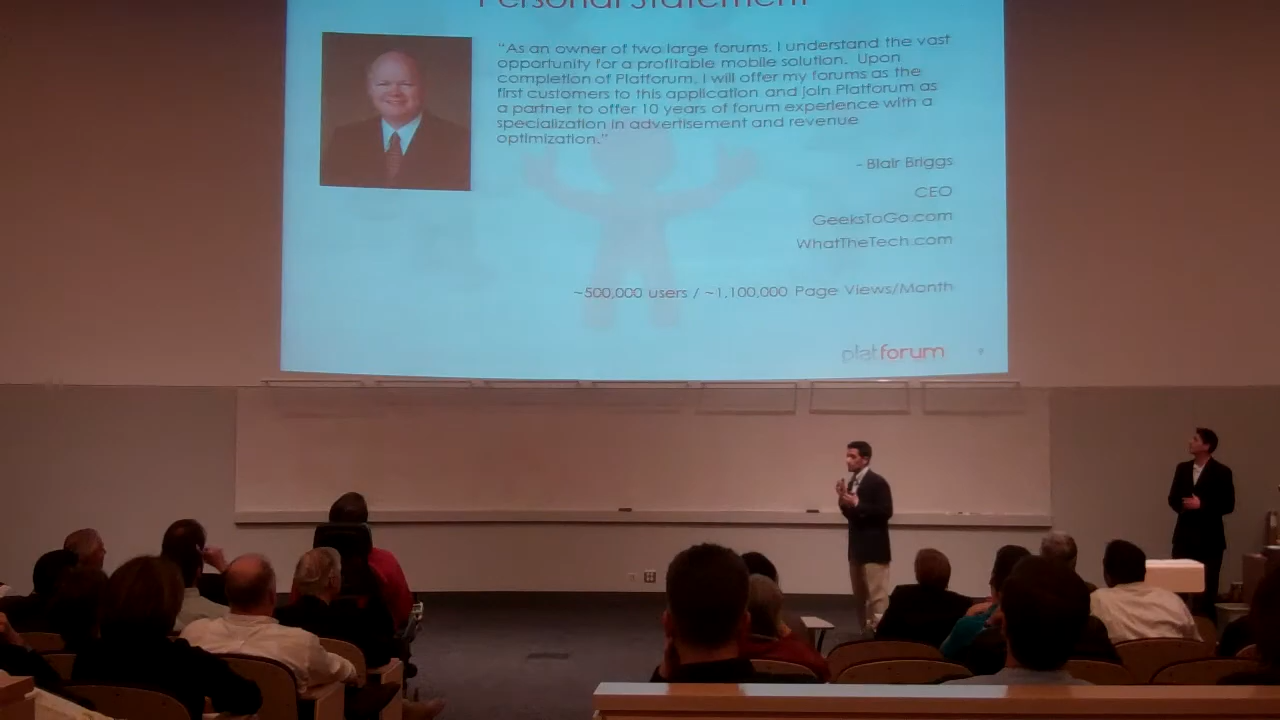 Personal Statement
"As an owner of two large forums, I understand the vast
opportunity for a profitable mobile solution. Upon
completion of Platforum, I will offer my forums as the
first customers to this application and join Platforum as
a partner to offer 10 years of forum experience with a
specialization in advertisement and revenue
optimization."
- Blair Briggs
CEO
GeeksToGo.com
WhatTheTech.com
~500,000 users / ~1,100,000 Page Views/Month
platforum